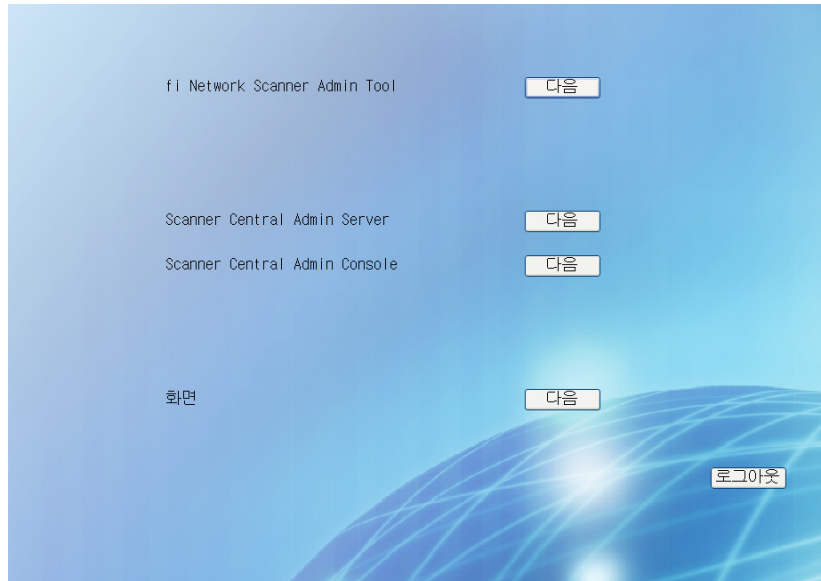 fi Network Scanner Admin Tool 다음
Scanner Central Admin Server 다음
Scanner Central Admin Console 다음
화면 다음
로그아웃